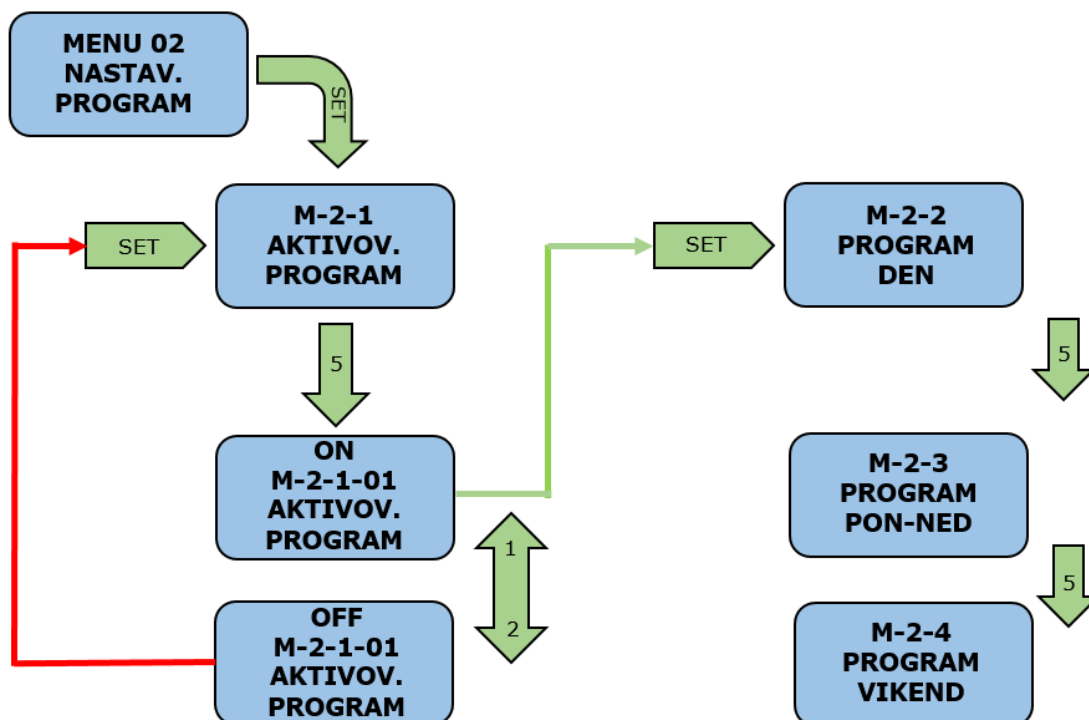 MENU 02
NASTAV.
PROGRAM
SET
SET
M-2-1
AKTIVOV.
PROGRAM
SET
M-2-2
PROGRAM
DEN
5
5
ON
M-2-1-01
AKTIVOV.
PROGRAM
M-2-3
PROGRAM
PON-NED
1
2
5
OFF
M-2-1-01
AKTIVOV.
PROGRAM
M-2-4
PROGRAM
VIKEND